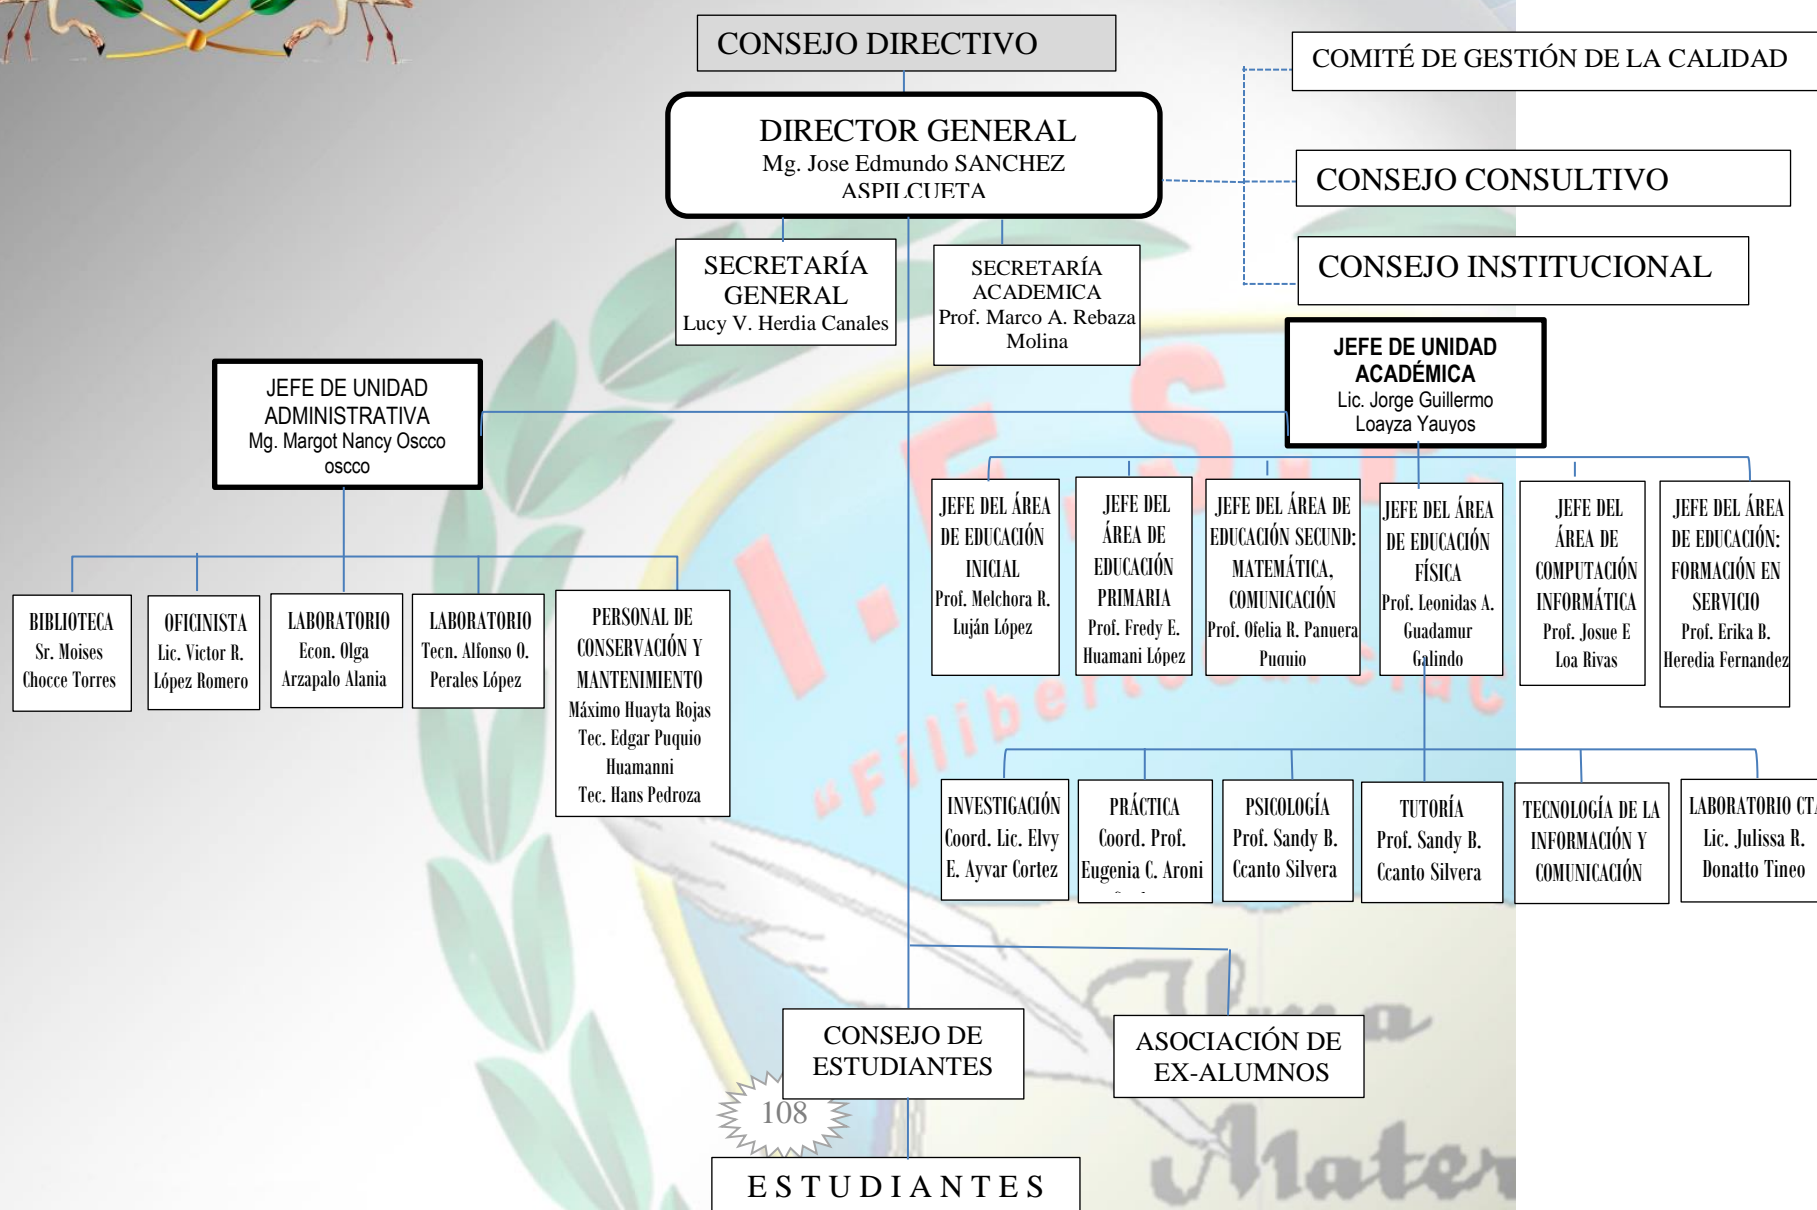 CONSEJO DIRECTIVO
COMITÉ DE GESTIÓN DE LA CALIDAD
DIRECTOR GENERAL
Mg. Jose Edmundo SANCHEZ
ASPILCUETA
CONSEJO CONSULTIVO
CONSEJO INSTITUCIONAL
SECRETARÍA
GENERAL
Lucy V. Herdia Canales
SECRETARÍA
ACADEMICA
Prof. Marco A. Rebaza
Molina
JEFE DE UNIDAD
ADMINISTRATIVA
Mg. Margot Nancy Oscco
oscco
JEFE DE UNIDAD
ACADÉMICA
Lic. Jorge Guillermo
Loayza Yauyos
BIBLIOTECA
Sr. Moises
Chocce Torres
OFICINISTA
Lic. Victor R.
López Romero
LABORATORIO
Econ. Olga
Arzapalo Alania
LABORATORIO
Tecn. Alfonso O.
Perales López
PERSONAL DE
CONSERVACIÓN Y
MANTENIMIENTO
Máximo Huayta Rojas
Tec. Edgar Puquio
Huamanni
Tec. Hans Pedroza
JEFE DEL ÁREA
DE EDUCACIÓN
INICIAL
Prof. Melchora R.
Luján López
JEFE DEL
ÁREA DE
EDUCACIÓN
PRIMARIA
Prof. Fredy E.
Huamani López
JEFE DEL ÁREA DE
EDUCACIÓN SECUND:
MATEMÁTICA,
COMUNICACIÓN
Prof. Ofelia R. Panuera
Puquio
JEFE DEL ÁREA
DE EDUCACIÓN
FÍSICA
Prof. Leonidas A.
Guadamur
Galindo
JEFE DEL
ÁREA DE
COMPUTACIÓN
INFORMÁTICA
Prof. Josue E
Loa Rivas
JEFE DEL ÁREA
DE EDUCACIÓN:
FORMACIÓN EN
SERVICIO
Prof. Erika B.
Heredia Fernandez
INVESTIGACIÓN
Coord. Lic. Elvy
E. Ayvar Cortez
PRÁCTICA
Coord. Prof.
Eugenia C. Aroni
PSICOLOGÍA
Prof. Sandy B.
Ccanto Silvera
TUTORÍA
Prof. Sandy B.
Ccanto Silvera
TECNOLOGÍA DE LA
INFORMACIÓN Y
COMUNICACIÓN
LABORATORIO CTA
Lic. Julissa R.
Donatto Tineo
CONSEJO DE
ESTUDIANTES
ASOCIACIÓN DE
EX-ALUMNOS
108
ESTUDIANTES
I.E.S.P.
"Filiberto
Alma
Mater